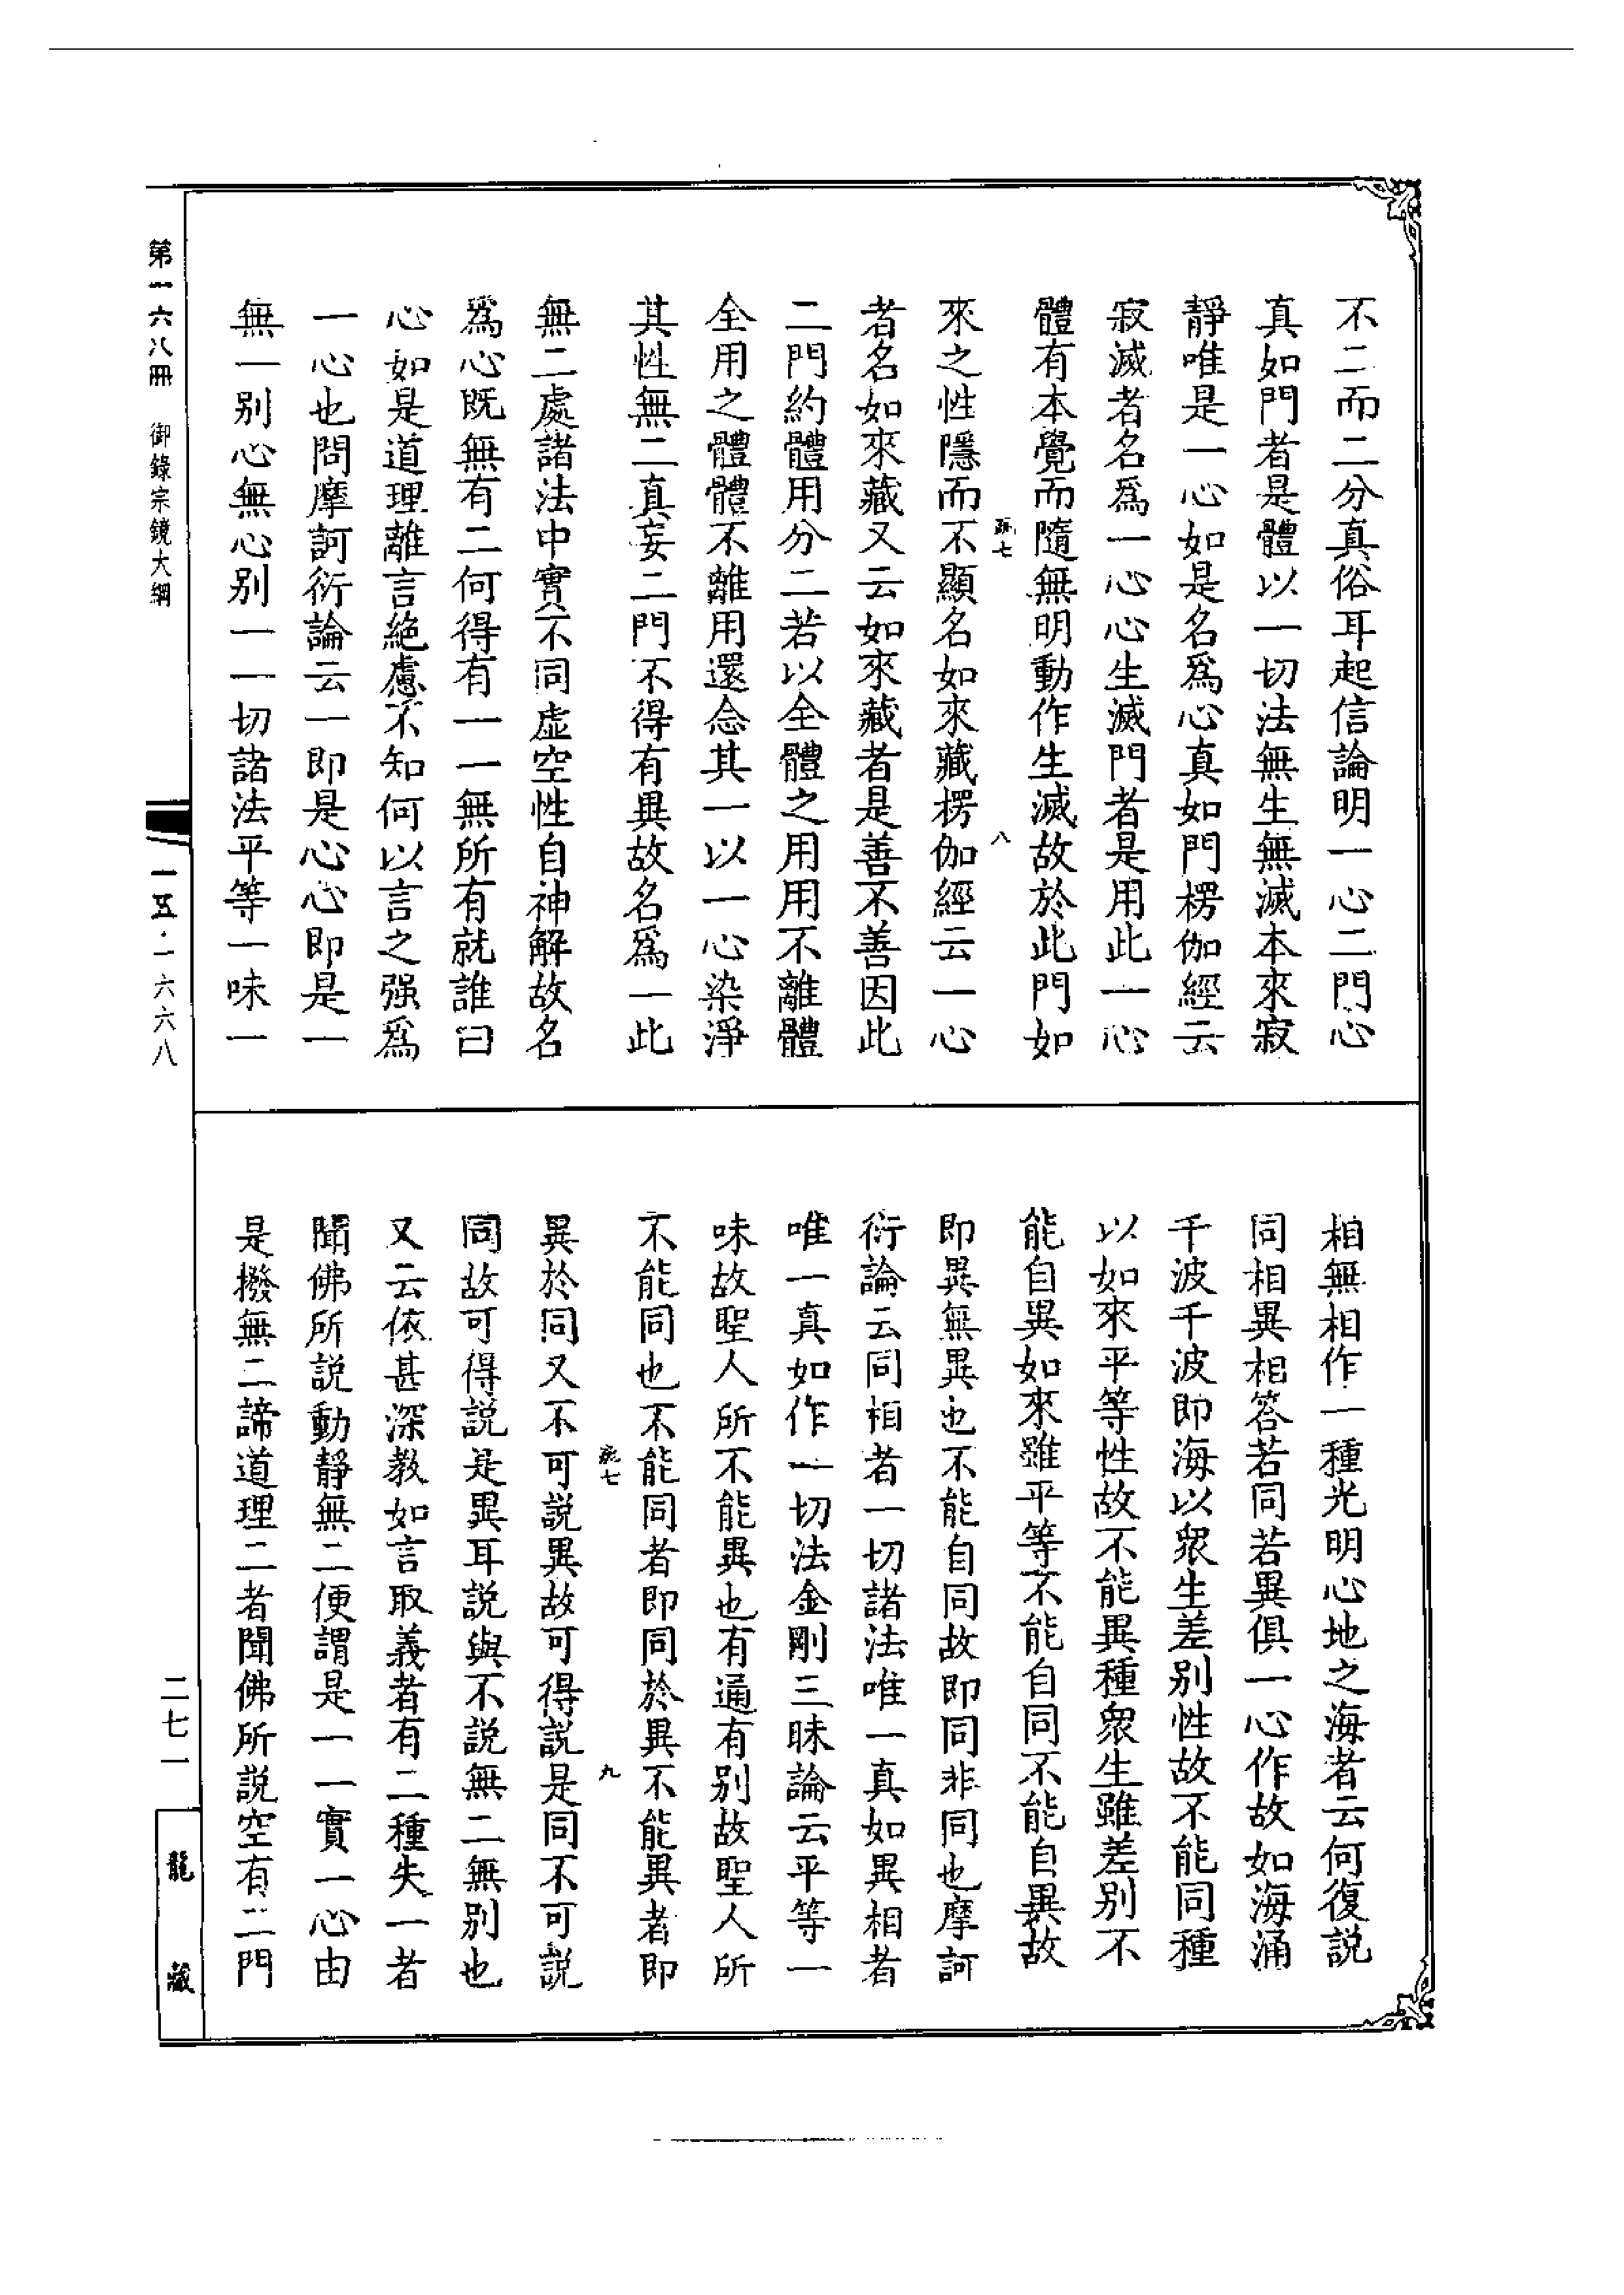 不二而二分真俗耳起信論明一心二門心
真如門者是體以一切法無生無滅本來寂
靜唯是一心如是名爲心真如門楞伽經云
寂滅者名爲一心心生滅門者是用此一心
體有本覺而隨無明動作生滅故於此門如
八
來之性隱而不顯名如來藏楞伽經云一心
者名如來藏又云如來藏者是善不善因此
二門約體用分二若以全體之用用不離體
全用之體體不離用還念其一以一心染淨
其性無二真妄二門不得有異故名爲一此
無二處諸法中實不同虛空性自神解故名
爲心既無有二何得有一一無所有就誰曰
心如是道理離言絕慮不知何以言之强爲
一心也問摩訶衍論云一即是心心即是一
無一別心無心別一一切諸法平等一味一
相無相作一種光明心地之海者云何復説
同相異相答若同若異俱一心作故如海涌
千波千波即海以衆生差別性故不能同種
以如來平等性故不能異種衆生雖差別不
能自異如來雖平等不能自同不能自異故
即異無異也不能自同故即同非同也摩訶
衍論云同相者一切諸法唯一真如異相者
唯一真如作一切法金剛三昧論云平等一
味故聖人所不能異也有通有別故聖人所
不能同也不能同者即同於異不能異者即
九
異於同又不可説異故可得説是同不可説
同故可得説是異耳説與不説無二無別也
又云依甚深教如言取義者有二種失一者
聞佛所説動靜無二便謂是一一實一心由
是撥無二諦道理二者聞佛所説空有二門
第一六八冊 御錄宗鏡大綱
一五·一六六八
二七一
龍藏